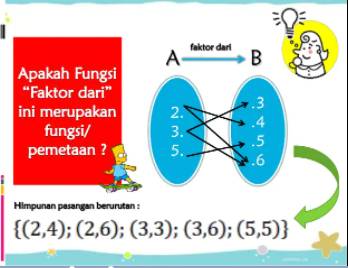 Apakah Fungsi
"Faktor dari"
ini merupakan
fungsi/
pemetaan ?
faktor dari
A B
2. .3
3. .4
5. .5
.6
Himpunan pasangan berurutan :
{(2,4); (2,6); (3,3); (3,6); (5,5)}